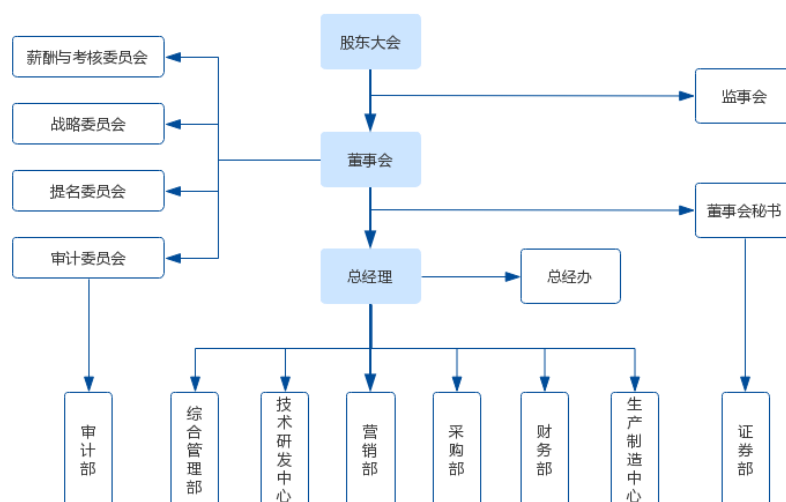 股东大会
薪酬与考核委员会
监事会
战略委员会
董事会
提名委员会
董事会秘书
审计委员会
总经理
总经办
审计部
综合管理部
技术研发中心
营销部
采购部
财务部
生产制造中心
证券部